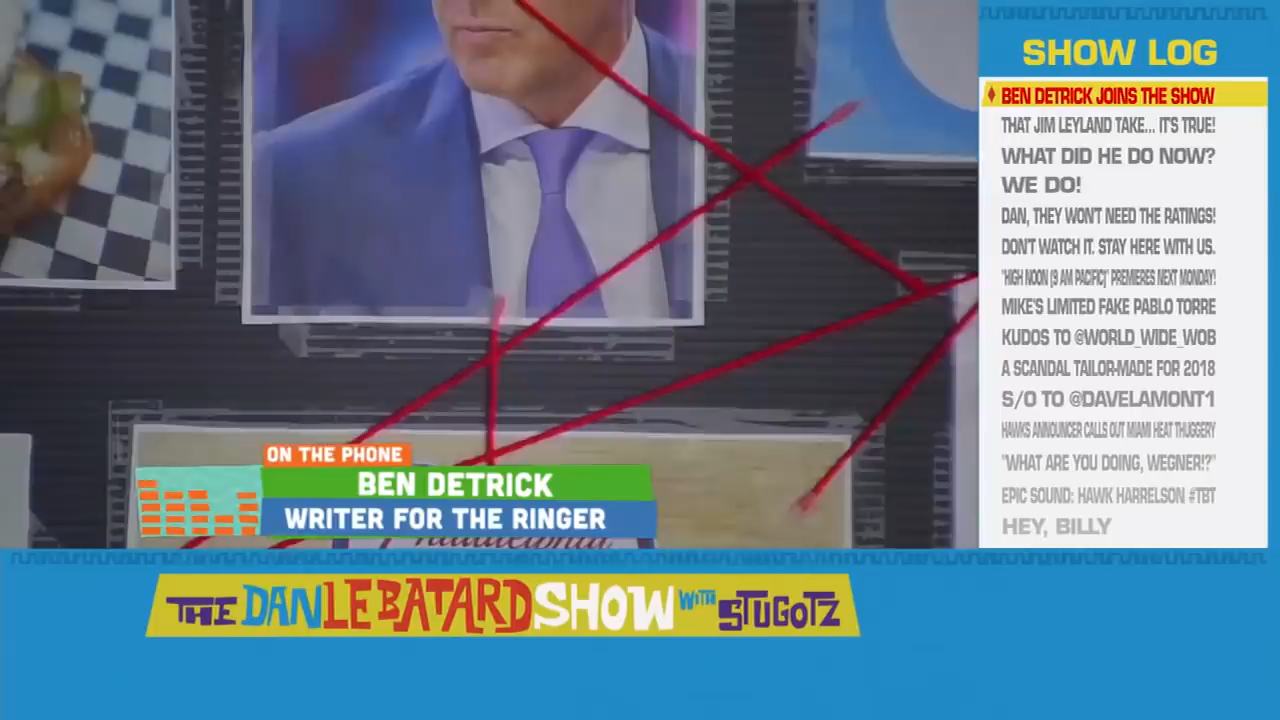 SHOW LOG
BEN DETRICK JOINS THE SHOW
THAT JIM LEYLAND TAKE... IT'S TRUE!
WHAT DID HE DO NOW?
WE DO!
DAN, THEY WON'T NEED THE RATINGS!
DON'T WATCH IT. STAY HERE WITH US.
"HIGH NOON (9 AM PACIFIC)" PREMIERES NEXT MONDAY!
MIKE'S LIMITED FAKE PABLO TORRE
KUDOS TO @WORLD_WIDE_WOB
A SCANDAL TAILOR-MADE FOR 2018
S/O TO @DAVELAMONT1
HAWKS ANNOUNCER CALLS OUT MIAMI HEAT THUGGERY
"WHAT ARE YOU DOING, WEGNER!?"
EPIC SOUND: HAWK HARRELSON #TBT
HEY, BILLY
ON THE PHONE
BEN DETRICK
WRITER FOR THE RINGER
Philadelphia
THE DAN LE BATARD SHOW WITH STUGOTZ